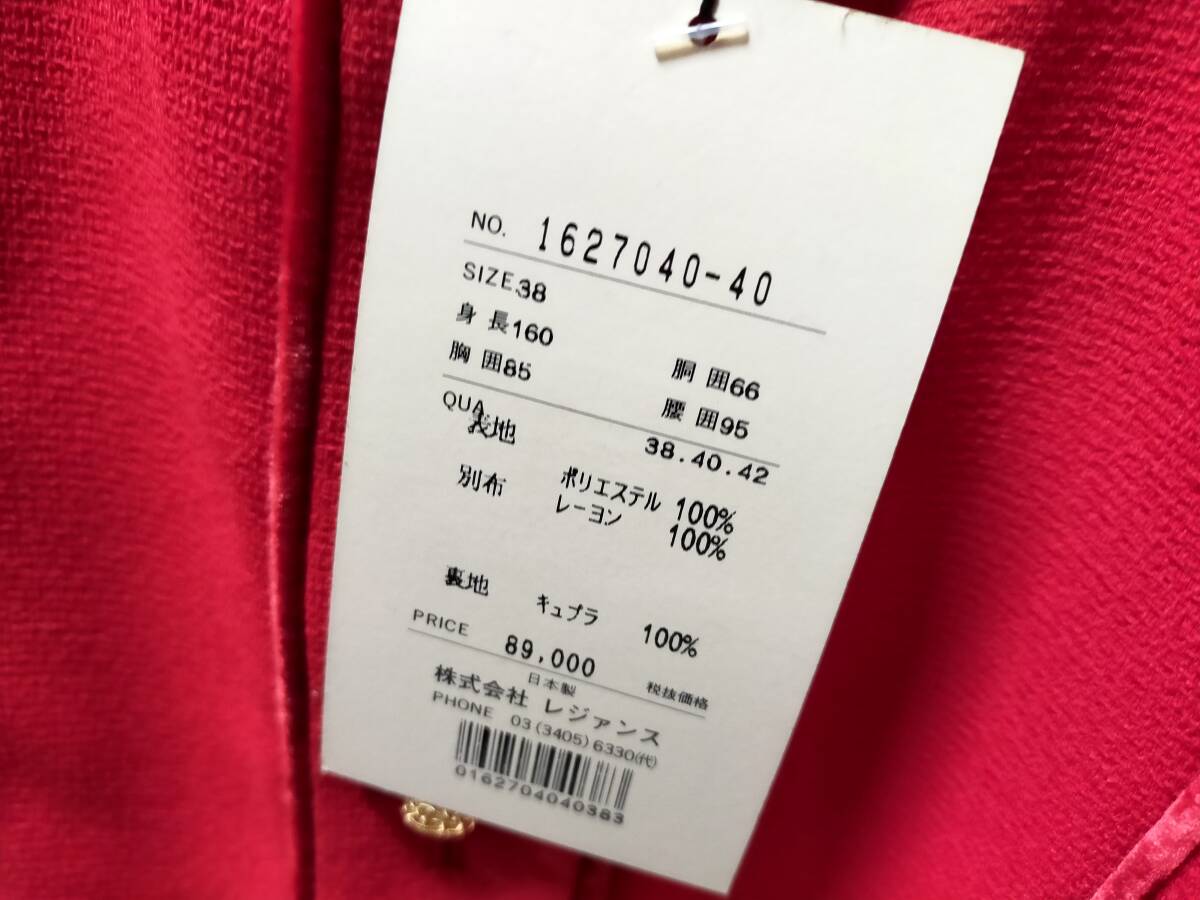 NO. 1627040-40
SIZE 38
身長160 胴囲66
胸囲85 腰囲95
QUA 38.40.42
表地 ポリエステル 100%
別布 レーヨン 100%
裏地 キュプラ 100%
PRICE 89,000
日本製 税抜価格
株式会社 レジァンス
PHONE 03(3405)6330(代)
0162704040383